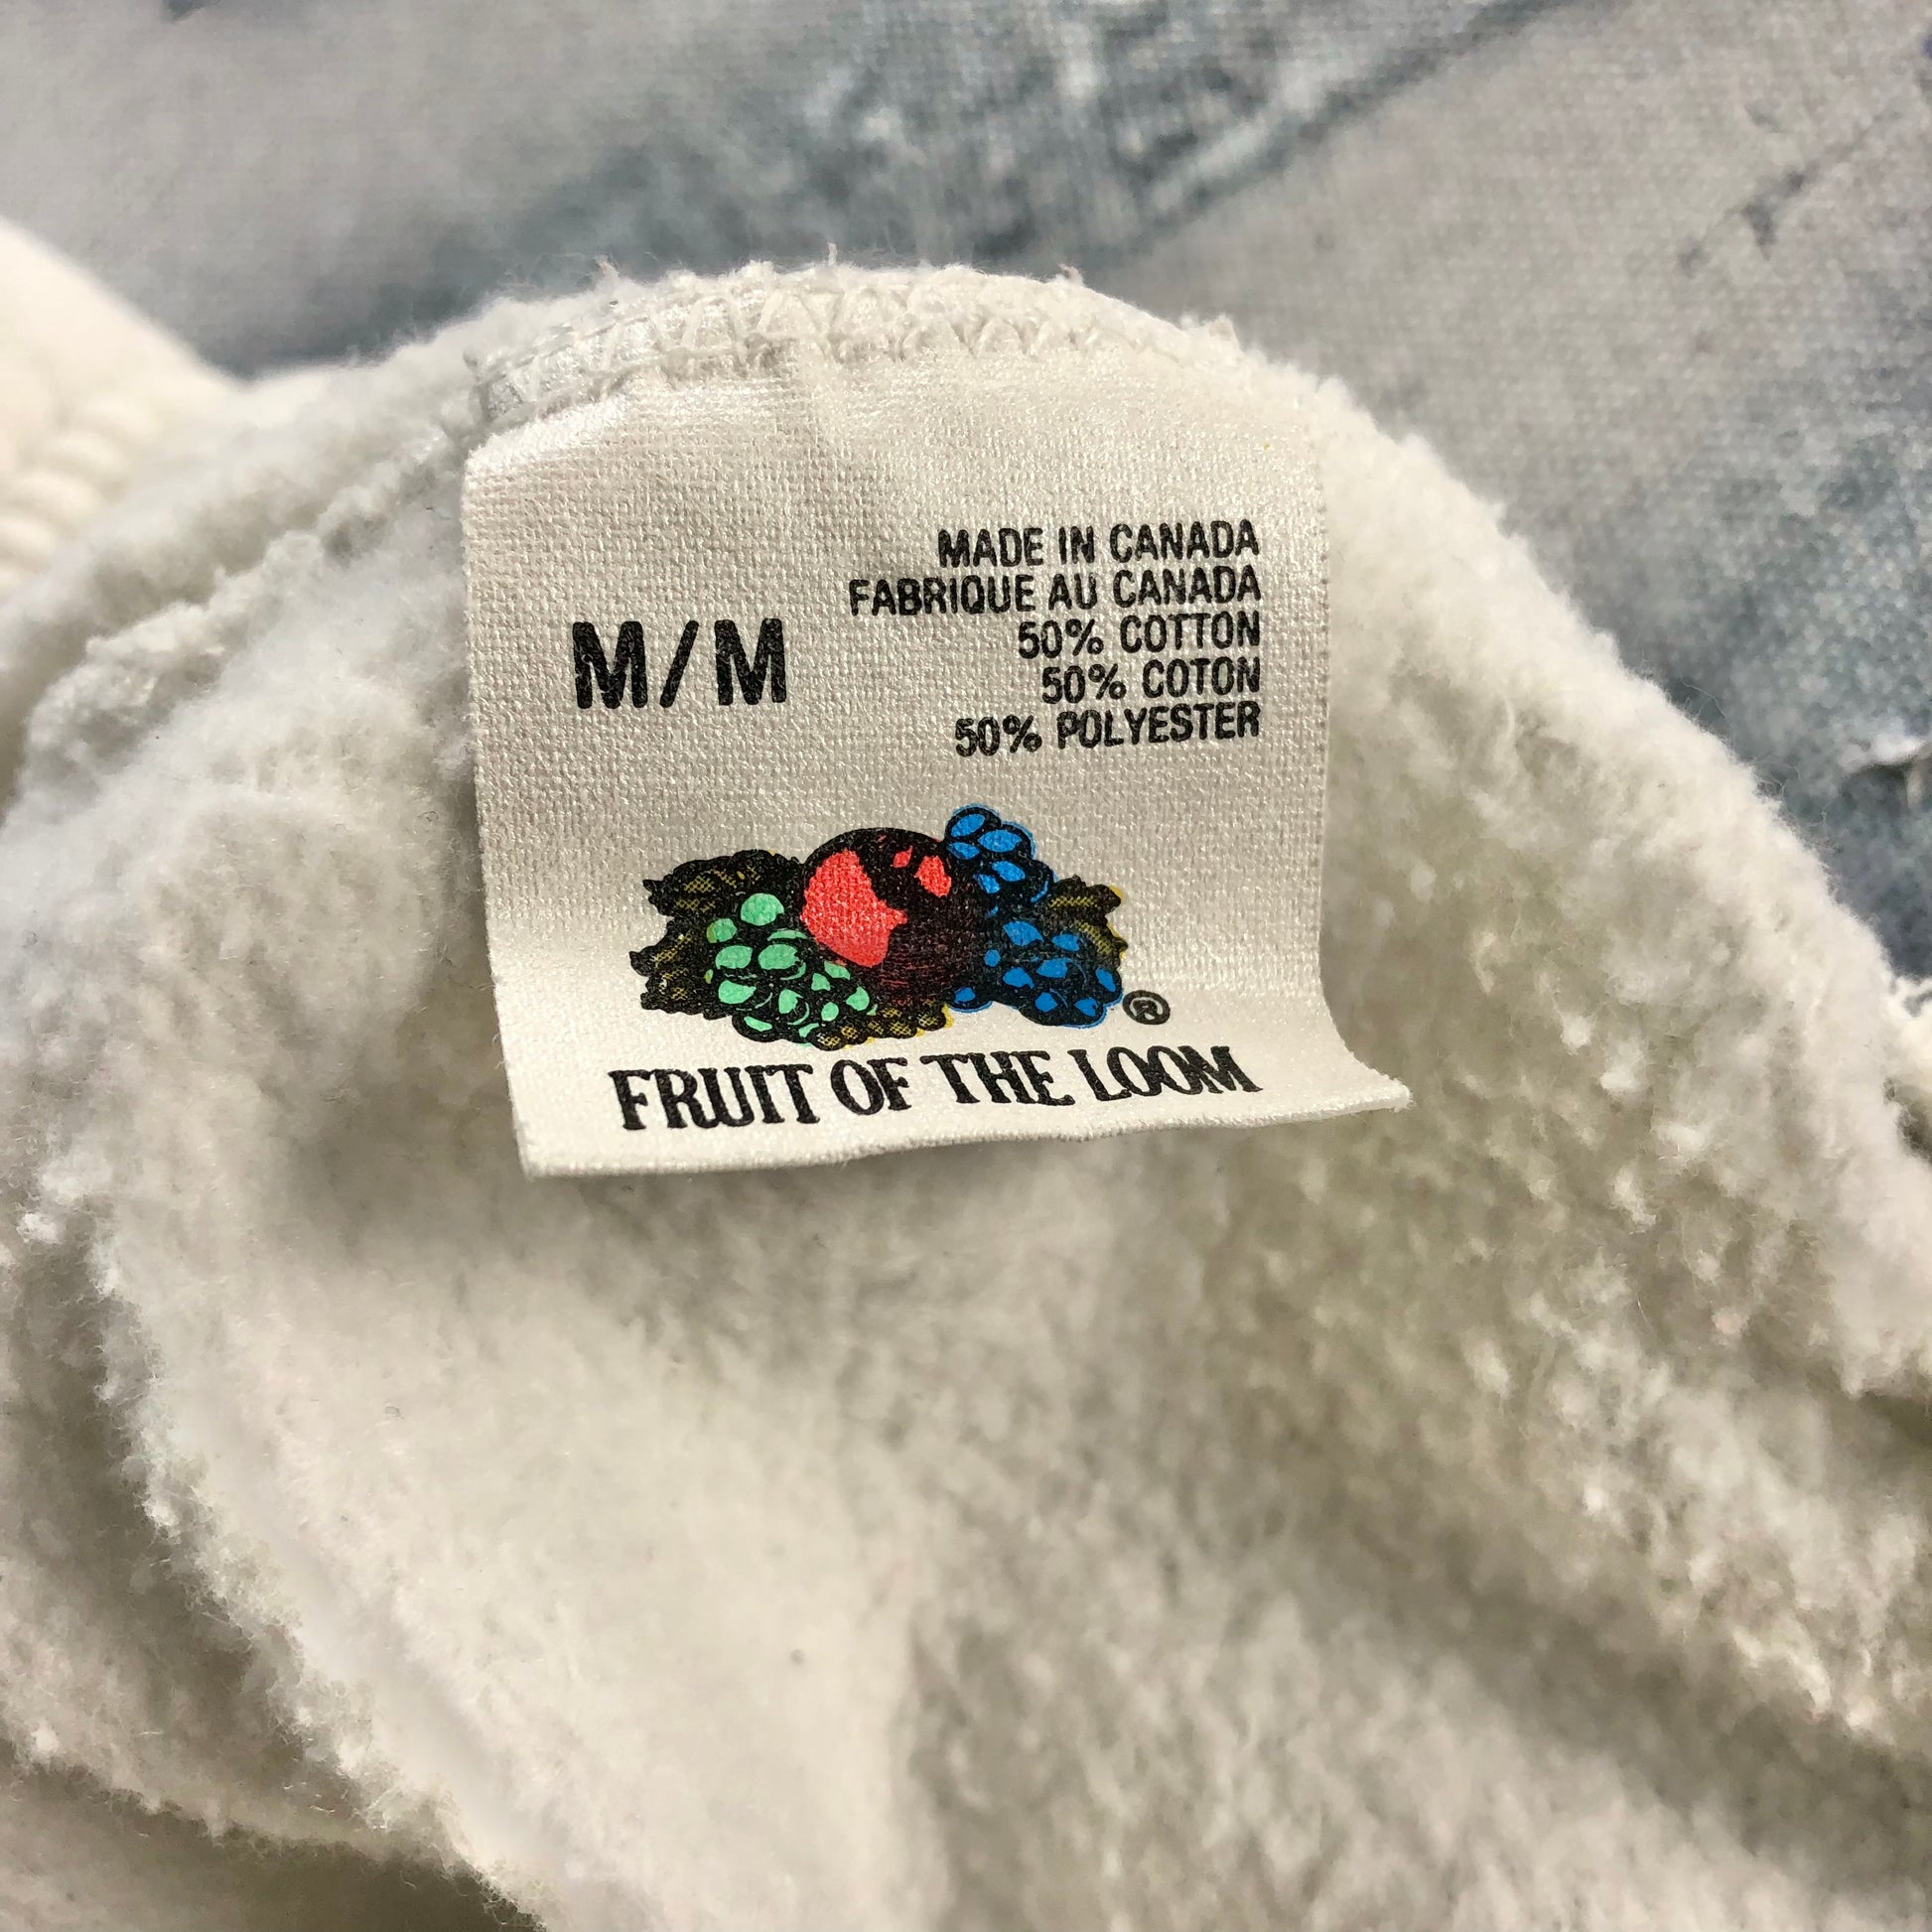 MADE IN CANADA
FABRIQUE AU CANADA
50% COTTON
50% COTON
50% POLYESTER
M/M
®
FRUIT OF THE LOOM